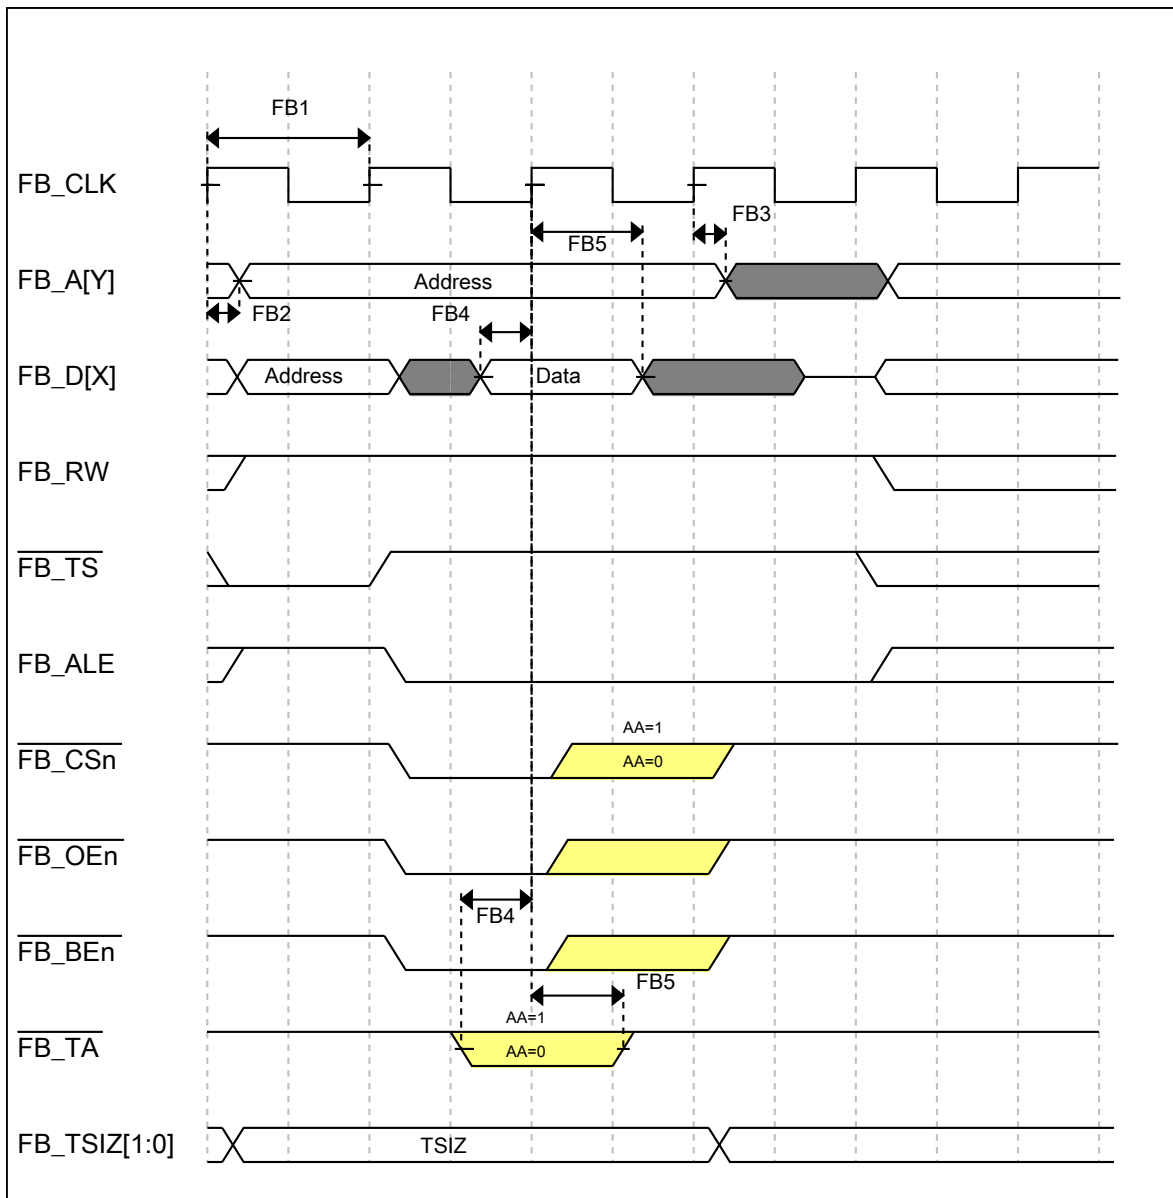 FB1
FB_CLK
FB3
FB5
FB_A[Y]
Address
FB2
FB4
FB_D[X]
Address
Data
FB_RW
FB_TS
FB_ALE
AA=1
FB_CSn
AA=0
FB_OEn
FB4
FB_BEn
FB5
AA=1
FB_TA
AA=0
FB_TSIZ[1:0]
TSIZ